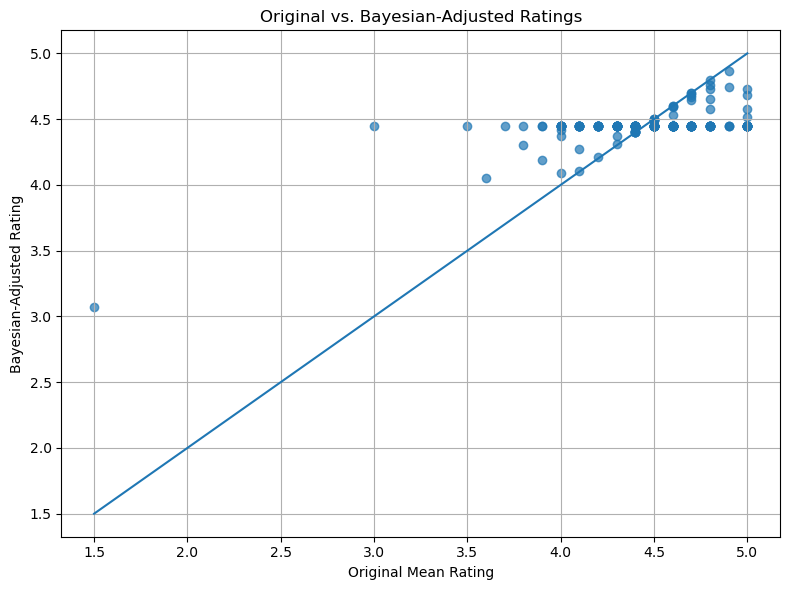 Original vs. Bayesian-Adjusted Ratings
Bayesian-Adjusted Rating
5.0
4.5
4.0
3.5
3.0
2.5
2.0
1.5
1.5 2.0 2.5 3.0 3.5 4.0 4.5 5.0
Original Mean Rating